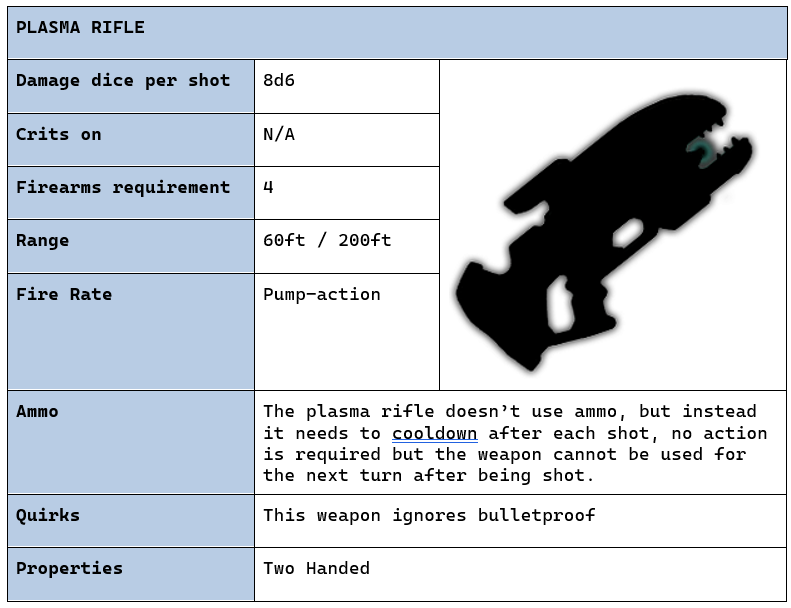 PLASMA RIFLE
Damage dice per shot 8d6
Crits on N/A
Firearms requirement 4
Range 60ft / 200ft
Fire Rate Pump-action
Ammo The plasma rifle doesn’t use ammo, but instead
it needs to cooldown after each shot, no action
is required but the weapon cannot be used for
the next turn after being shot.
Quirks This weapon ignores bulletproof
Properties Two Handed